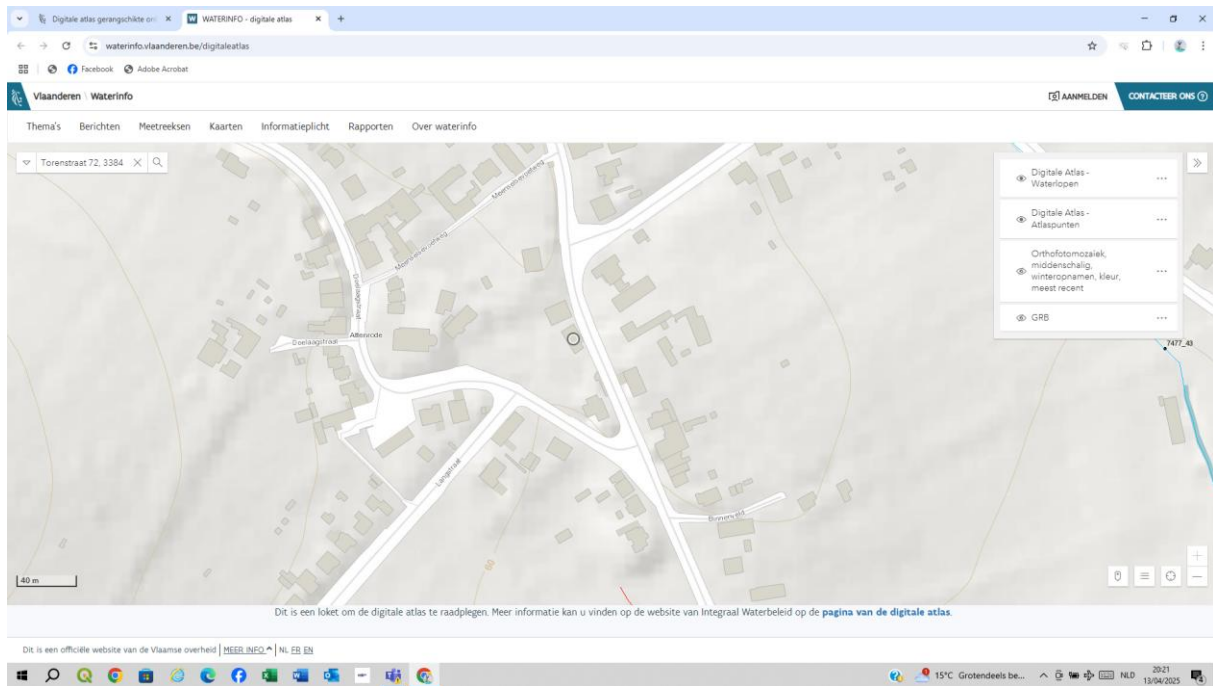 Digitale atlas gerangschikte on
WATERINFO - digitale atlas
waterinfo.vlaanderen.be/digitaleatlas
Facebook
Adobe Acrobat
Vlaanderen \ Waterinfo
AANMELDEN
CONTACTEER ONS
Thema's
Berichten
Meetreeksen
Kaarten
Informatieplicht
Rapporten
Over waterinfo
Torenstraat 72, 3384
Digitale Atlas -
Waterlopen
Digitale Atlas -
Atlaspunten
Orthofotomozaïek,
middenschalig,
winteropnamen, kleur,
meest recent
GRB
7477_43
Doelaagstraat
Attenrode
Doelaagstraat
Langstraat
Binnenveld
40 m
Dit is een loket om de digitale atlas te raadplegen. Meer informatie kan u vinden op de website van Integraal Waterbeleid op de pagina van de digitale atlas.
Dit is een officiële website van de Vlaamse overheid | MEER INFO | NL FR EN
15°C Grotendeels be...
NLD
20:21
13/04/2025